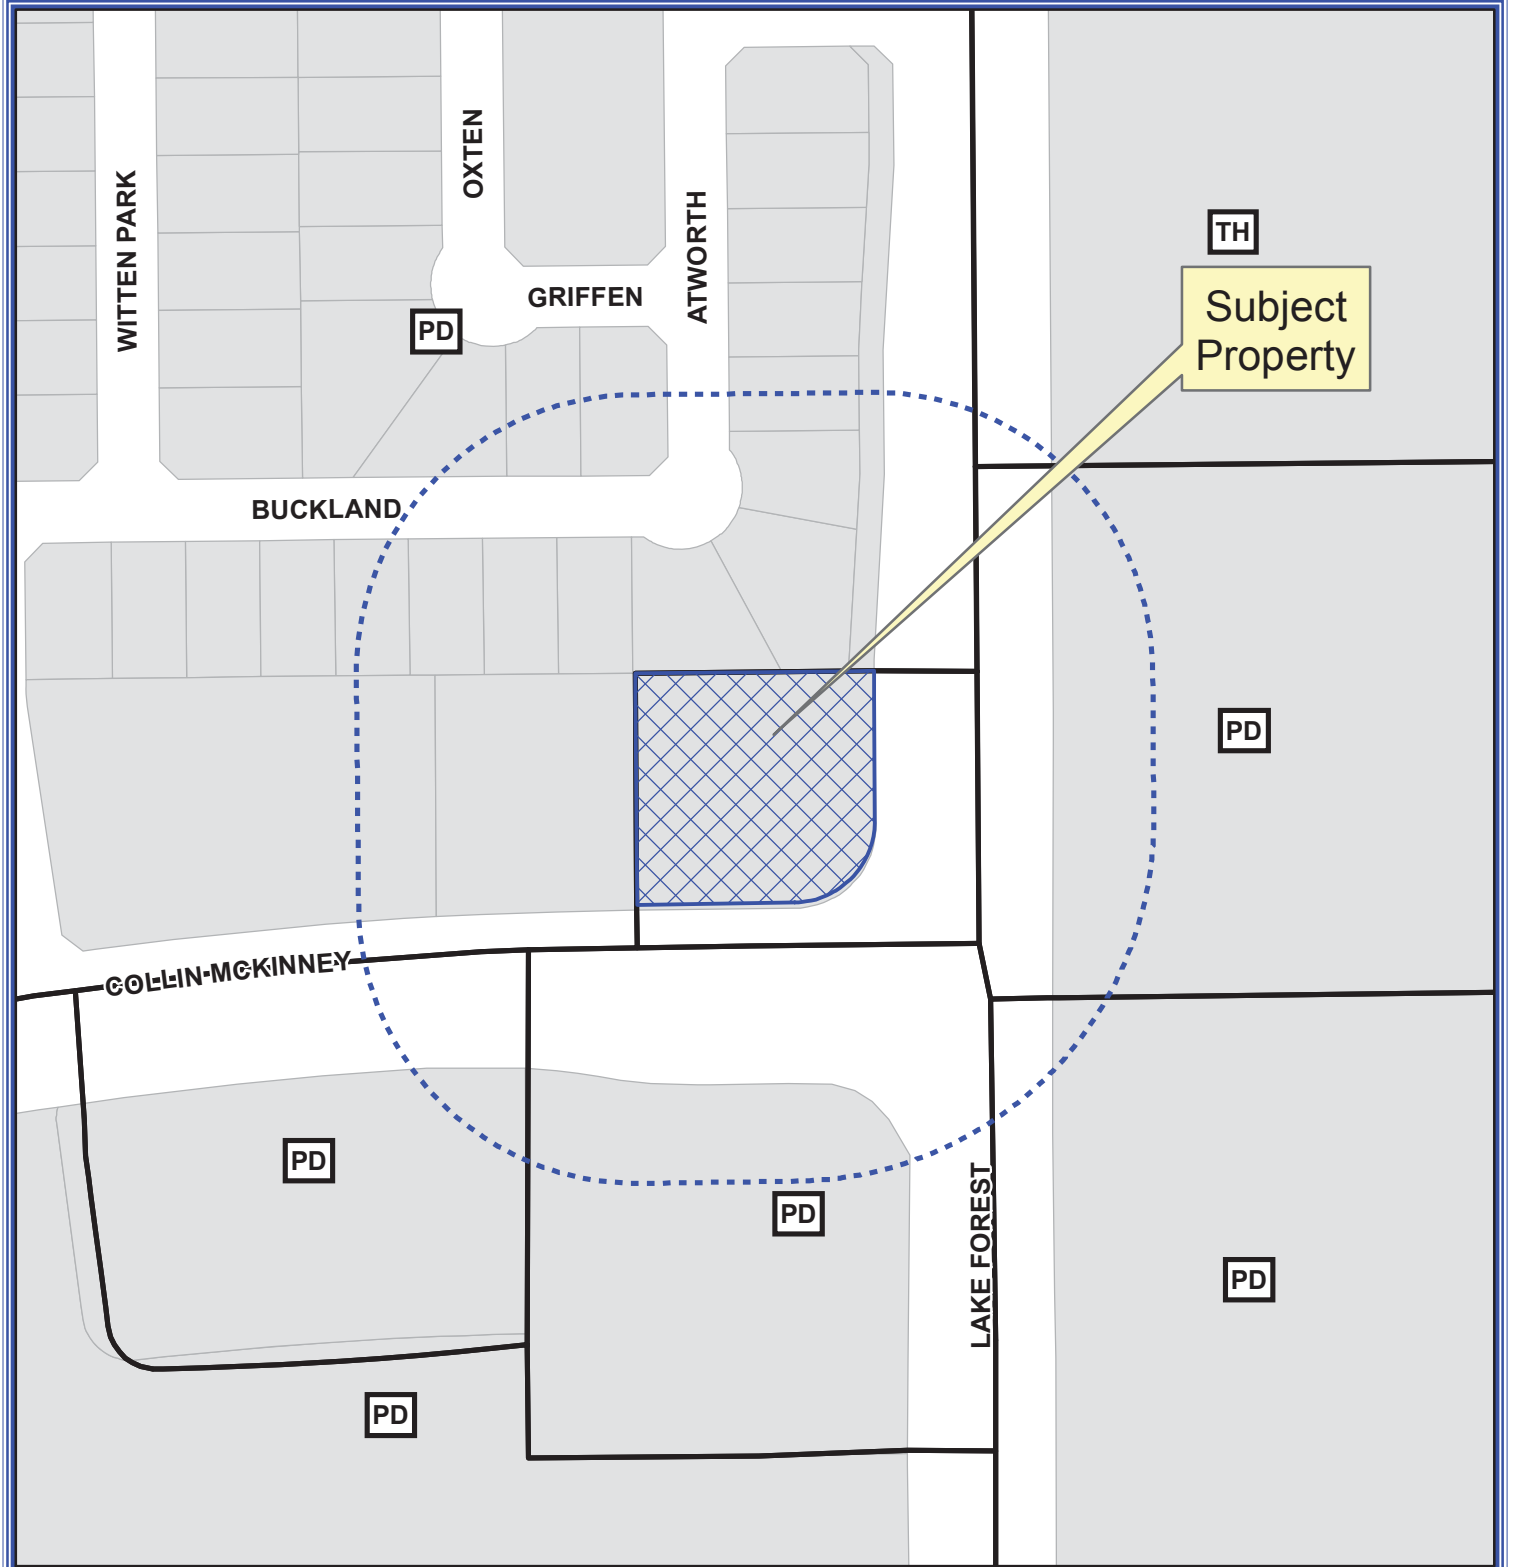 OXTEN
WITTEN PARK
ATWORTH
TH
GRIFFEN
PD
Subject
Property
BUCKLAND
PD
COLLIN MCKINNEY
PD
PD
LAKE FOREST
PD
PD